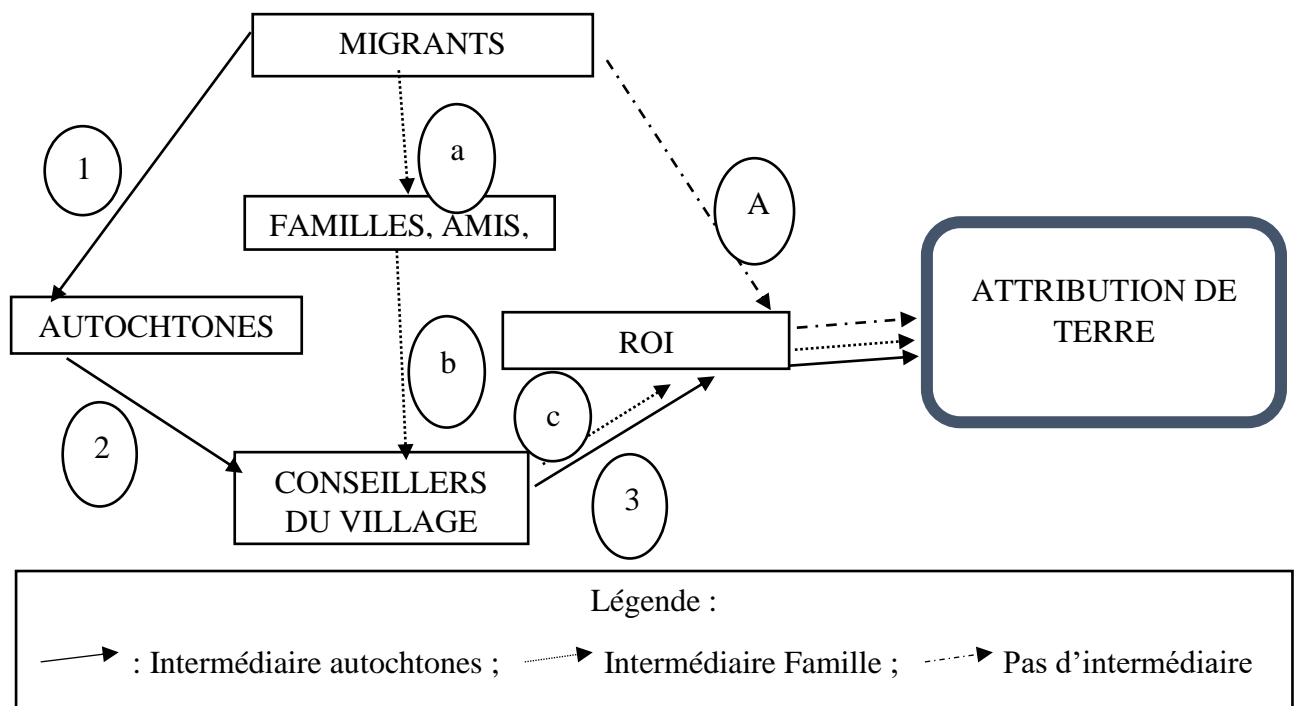 MIGRANTS
1
a
A
FAMILLES, AMIS,
ATTRIBUTION DE
TERRE
AUTOCHTONES
ROI
b
c
2
CONSEILLERS
DU VILLAGE
3
Légende :
: Intermédiaire autochtones ; Intermédiaire Famille ; Pas d’intermédiaire